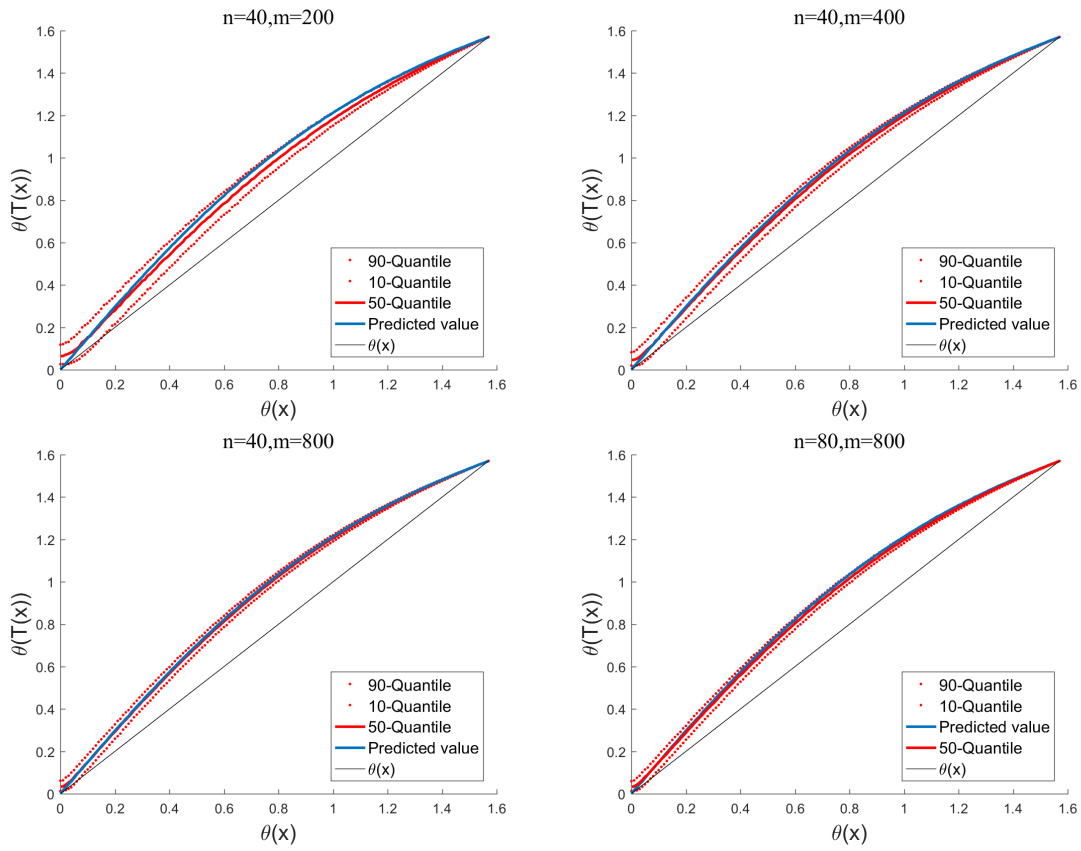 n=40,m=200
1.6
1.4
1.2
1
0.8
0.6
0.4
0.2
0
θ(T(x))
90-Quantile
10-Quantile
50-Quantile
Predicted value
θ(x)
0 0.2 0.4 0.6 0.8 1 1.2 1.4 1.6
θ(x)
n=40,m=400
1.6
1.4
1.2
1
0.8
0.6
0.4
0.2
0
θ(T(x))
90-Quantile
10-Quantile
50-Quantile
Predicted value
θ(x)
0 0.2 0.4 0.6 0.8 1 1.2 1.4 1.6
θ(x)
n=40,m=800
1.6
1.4
1.2
1
0.8
0.6
0.4
0.2
0
θ(T(x))
90-Quantile
10-Quantile
50-Quantile
Predicted value
θ(x)
0 0.2 0.4 0.6 0.8 1 1.2 1.4 1.6
θ(x)
n=80,m=800
1.6
1.4
1.2
1
0.8
0.6
0.4
0.2
0
θ(T(x))
90-Quantile
10-Quantile
Predicted value
50-Quantile
θ(x)
0 0.2 0.4 0.6 0.8 1 1.2 1.4 1.6
θ(x)